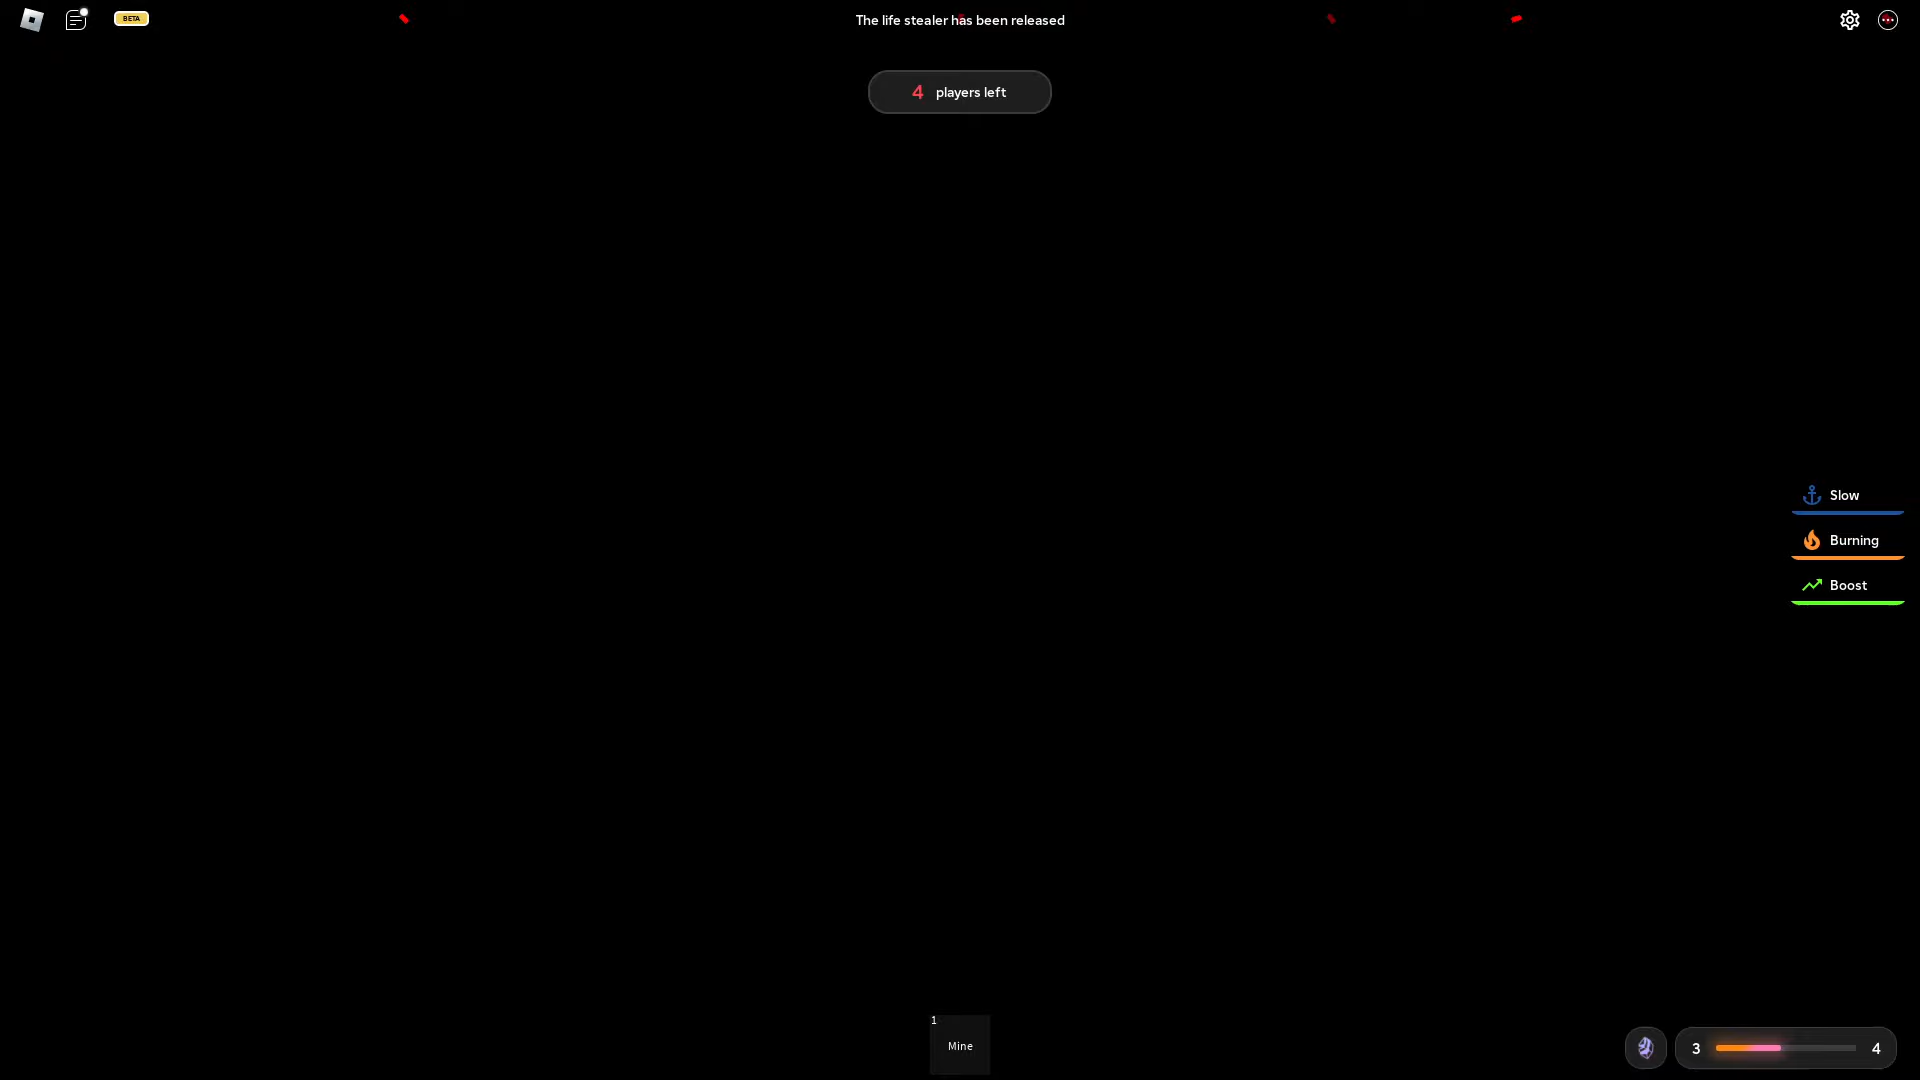 BETA
The life stealer has been released
4 players left
Slow
Burning
Boost
1
Mine
3
4